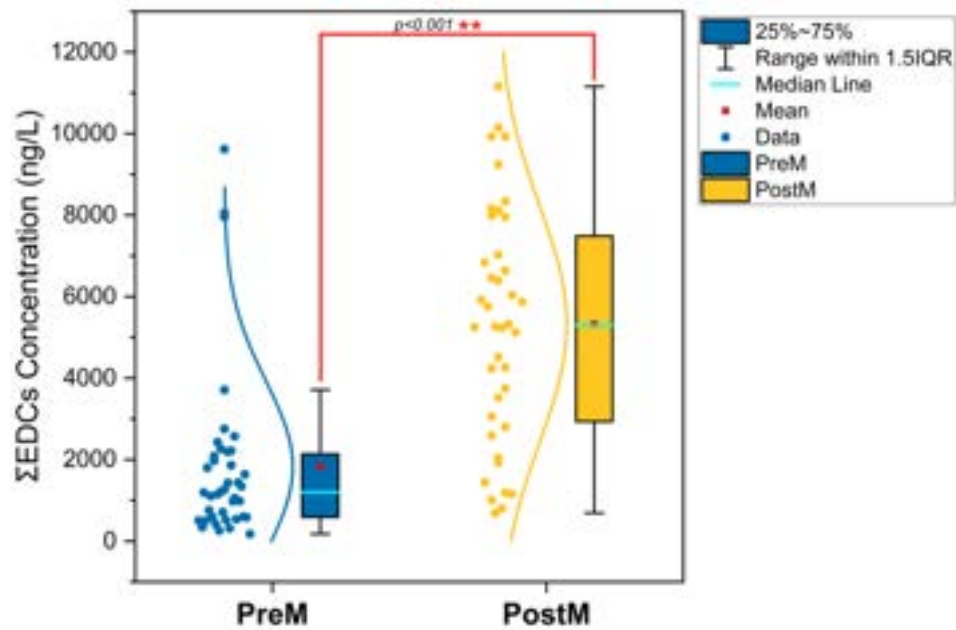 p<0.001 **
12000
10000
8000
6000
4000
2000
0
ΣEDCs Concentration (ng/L)
PreM
PostM
25%~75%
Range within 1.5IQR
Median Line
Mean
Data
PreM
PostM